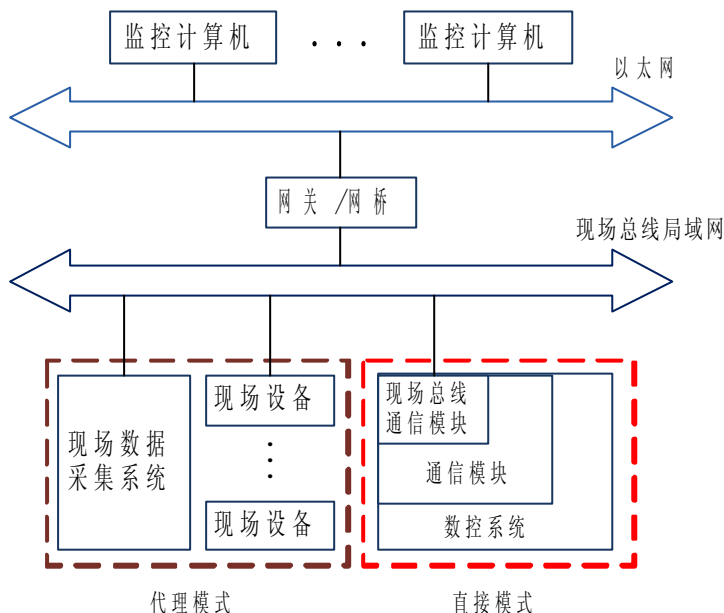 监控计算机 ... 监控计算机
以太网
网关/网桥
现场总线局域网
现场数据
采集系统
现场设备
现场设备
现场总线
通信模块
通信模块
数控系统
代理模式
直接模式